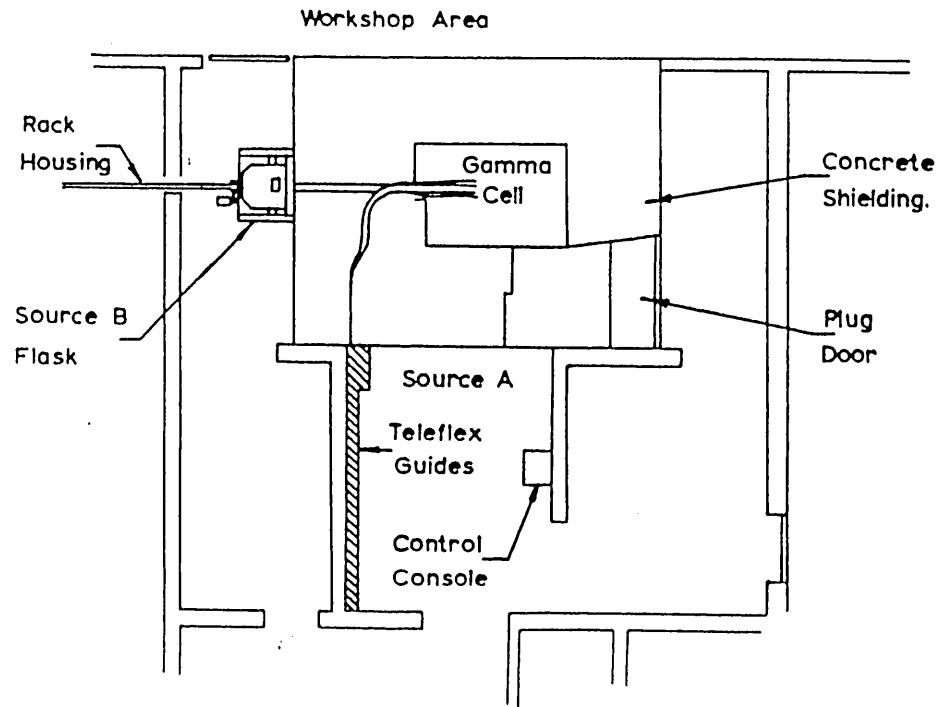 Workshop Area
Rack
Housing
Gamma
Cell
Concrete
Shielding.
Source B
Flask
Plug
Door
Source A
Teleflex
Guides
Control
Console